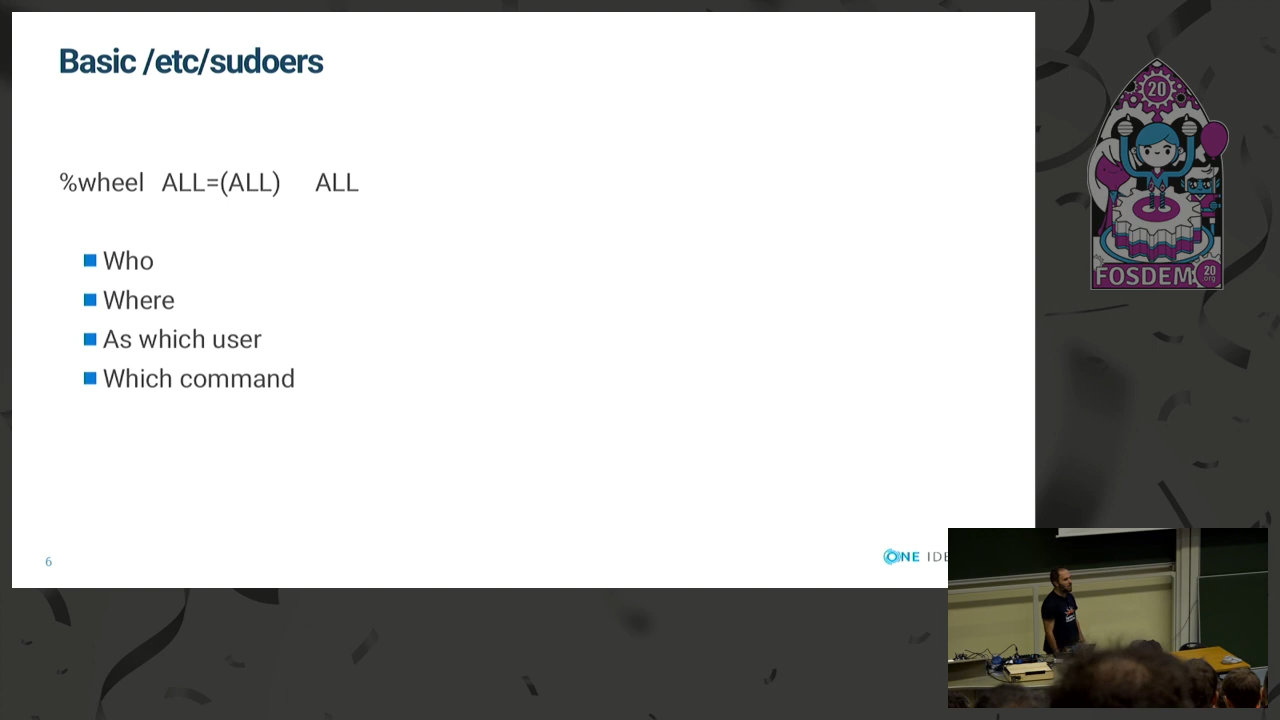 Basic /etc/sudoers
%wheel ALL=(ALL) ALL
Who
Where
As which user
Which command
6
ONE IDE
20
FOSDEM
20
.org